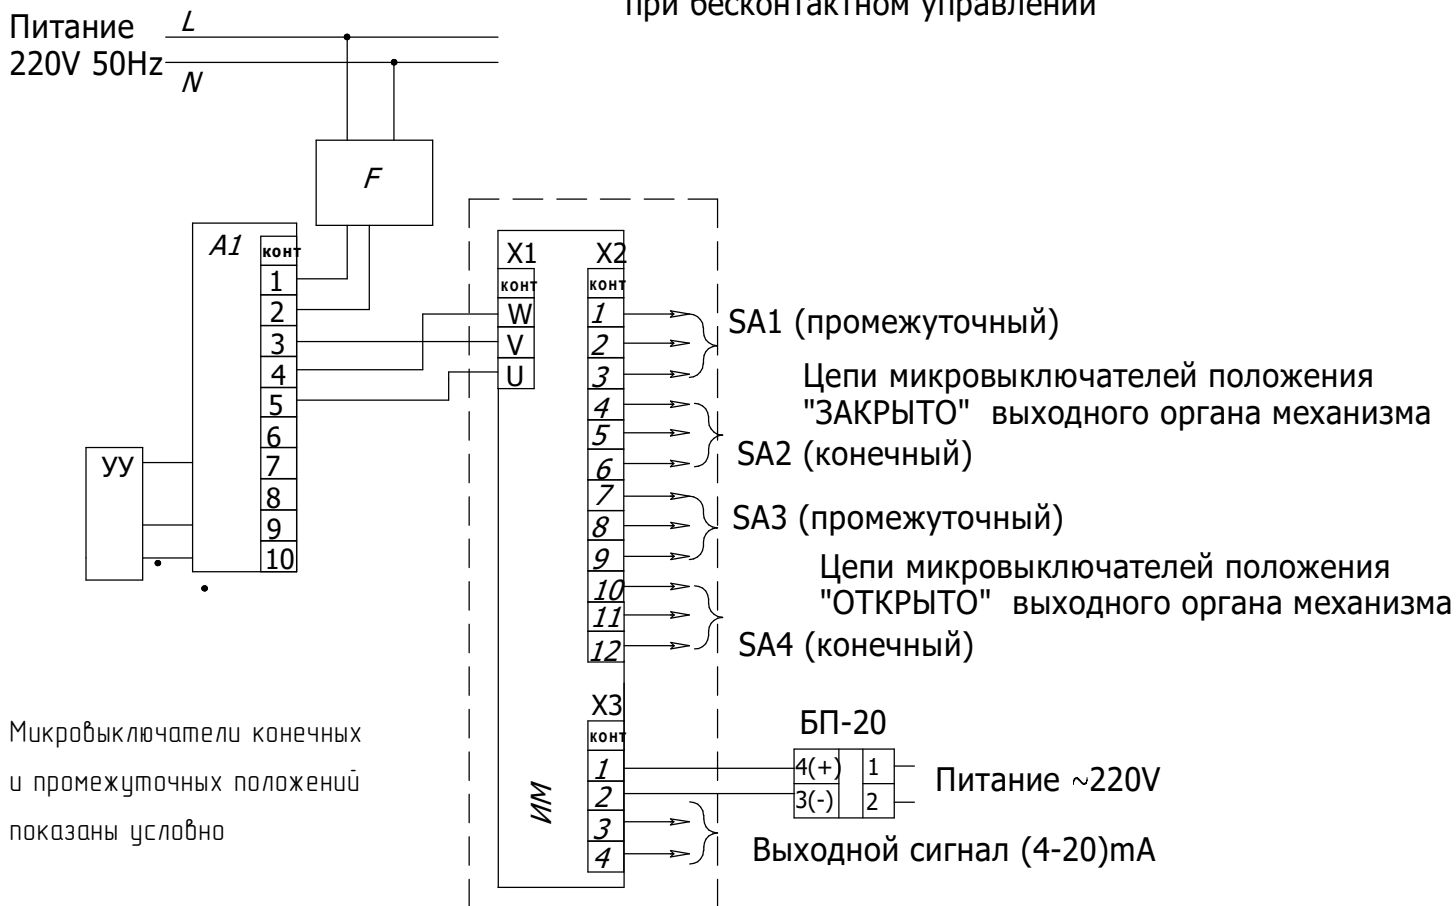 при бесконтактном управлении
Питание
220V 50Hz
L
N
F
A1
конт
1
2
3
4
5
6
7
8
9
10
УУ
X1
конт
W
V
U
X2
конт
1
2
3
4
5
6
7
8
9
10
11
12
SA1 (промежуточный)
Цепи микровыключателей положения
"ЗАКРЫТО" выходного органа механизма
SA2 (конечный)
SA3 (промежуточный)
Цепи микровыключателей положения
"ОТКРЫТО" выходного органа механизма
SA4 (конечный)
X3
конт
1
2
3
4
ИМ
БП-20
4(+)
1
3(-)
2
Питание ~220V
Выходной сигнал (4-20)mA
Микровыключатели конечных
и промежуточных положений
показаны условно